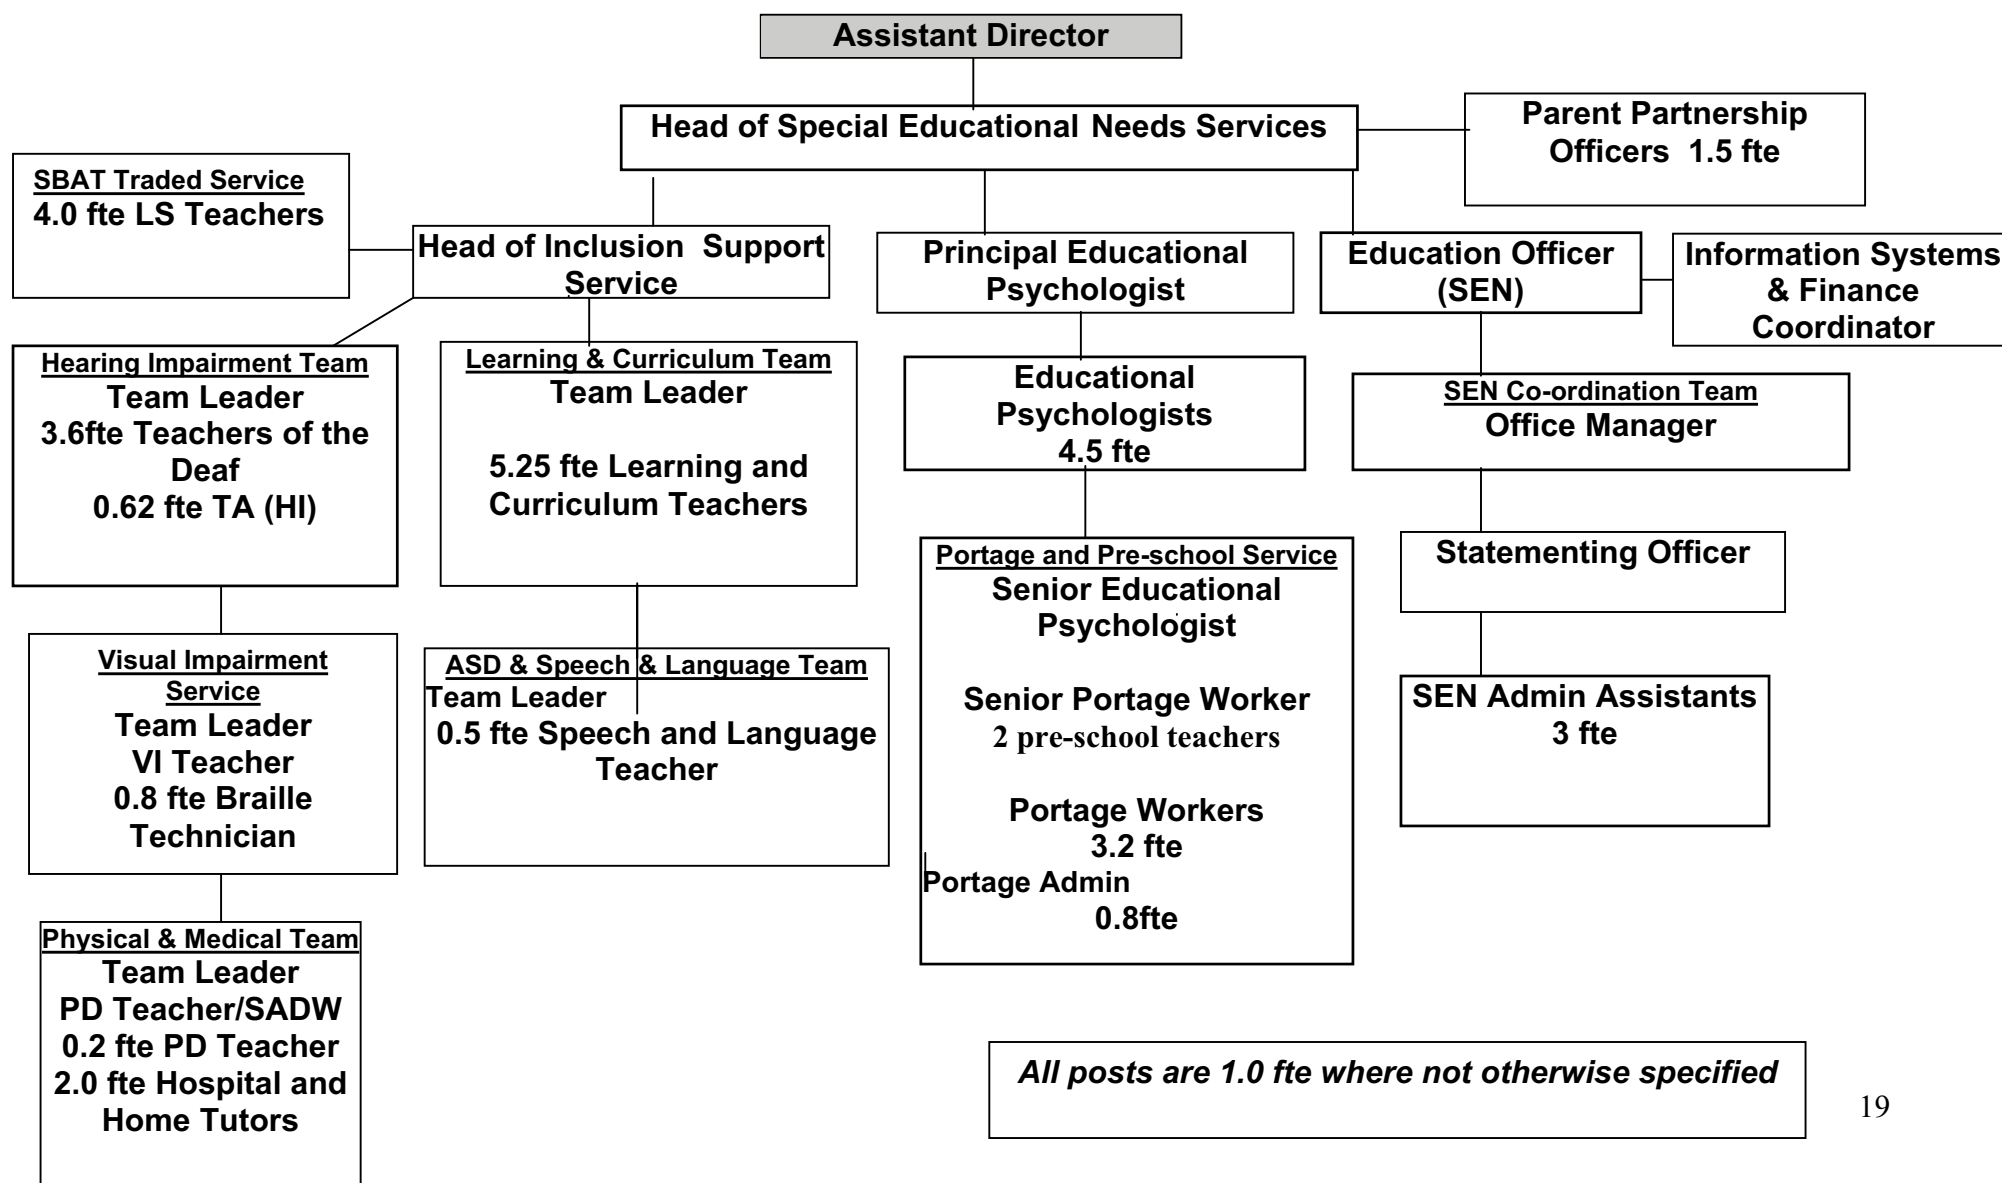 Assistant Director
Head of Special Educational Needs Services
Parent Partnership
Officers 1.5 fte
SBAT Traded Service
4.0 fte LS Teachers
Head of Inclusion Support
Service
Principal Educational
Psychologist
Education Officer
(SEN)
Information Systems
& Finance
Coordinator
Hearing Impairment Team
Team Leader
3.6fte Teachers of the
Deaf
0.62 fte TA (HI)
Learning & Curriculum Team
Team Leader
5.25 fte Learning and
Curriculum Teachers
Educational
Psychologists
4.5 fte
SEN Co-ordination Team
Office Manager
Visual Impairment
Service
Team Leader
VI Teacher
0.8 fte Braille
Technician
ASD & Speech & Language Team
Team Leader
0.5 fte Speech and Language
Teacher
Portage and Pre-school Service
Senior Educational
Psychologist
Senior Portage Worker
2 pre-school teachers
Portage Workers
3.2 fte
Portage Admin
0.8fte
Statementing Officer
SEN Admin Assistants
3 fte
Physical & Medical Team
Team Leader
PD Teacher/SADW
0.2 fte PD Teacher
2.0 fte Hospital and
Home Tutors
All posts are 1.0 fte where not otherwise specified
19